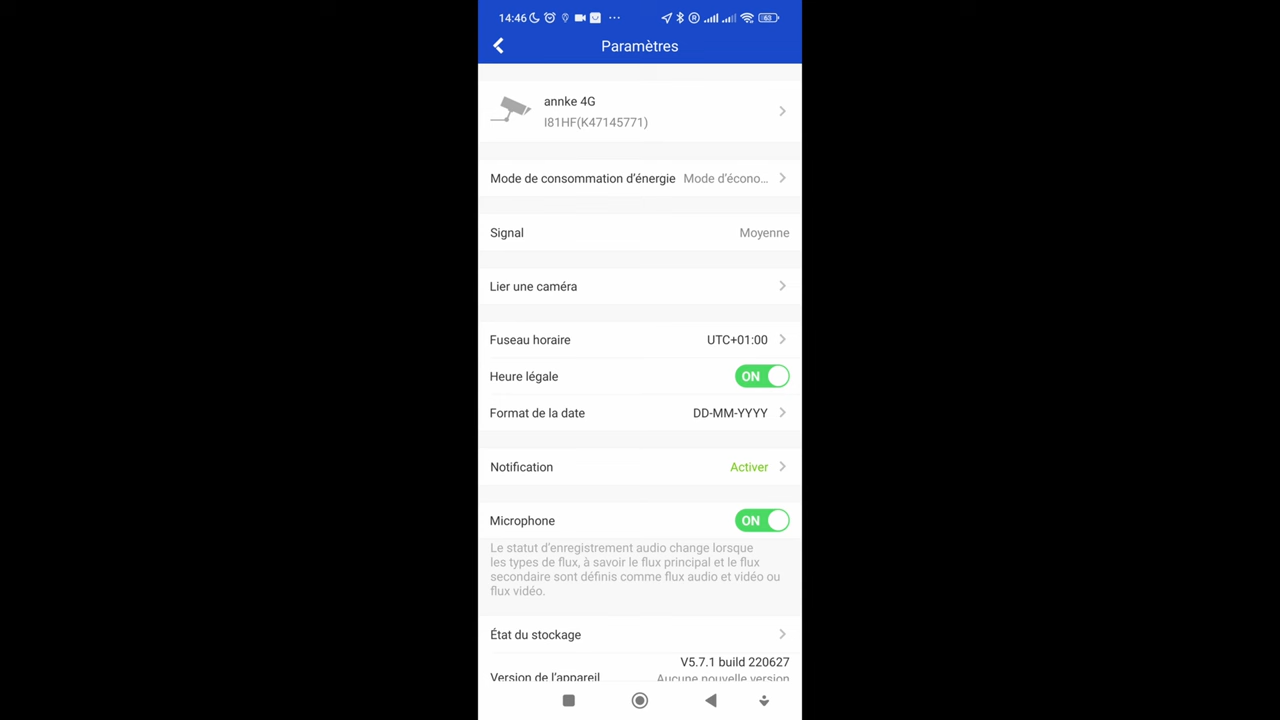 14:46
63
Paramètres
annke 4G
I81HF(K47145771)
Mode de consommation d'énergie Mode d'écono...
Signal Moyenne
Lier une caméra
Fuseau horaire UTC+01:00
Heure légale ON
Format de la date DD-MM-YYYY
Notification Activer
Microphone ON
Le statut d'enregistrement audio change lorsque
les types de flux, à savoir le flux principal et le flux
secondaire sont définis comme flux audio et vidéo ou
flux vidéo.
État du stockage
V5.7.1 build 220627
Version de l'appareil
Aucune nouvelle version